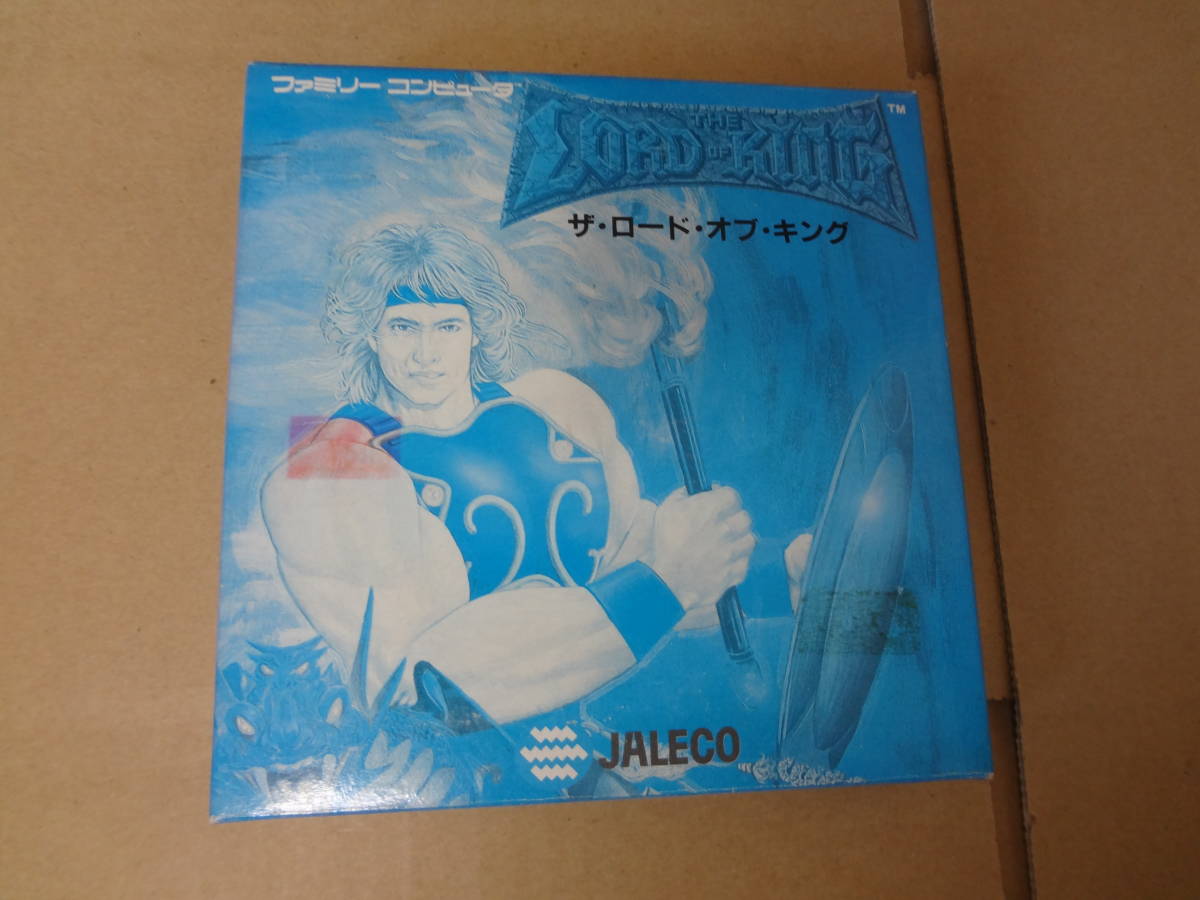 ファミリー コンピュータ
THE
LORD OF KING
TM
ザ・ロード・オブ・キング
JALECO